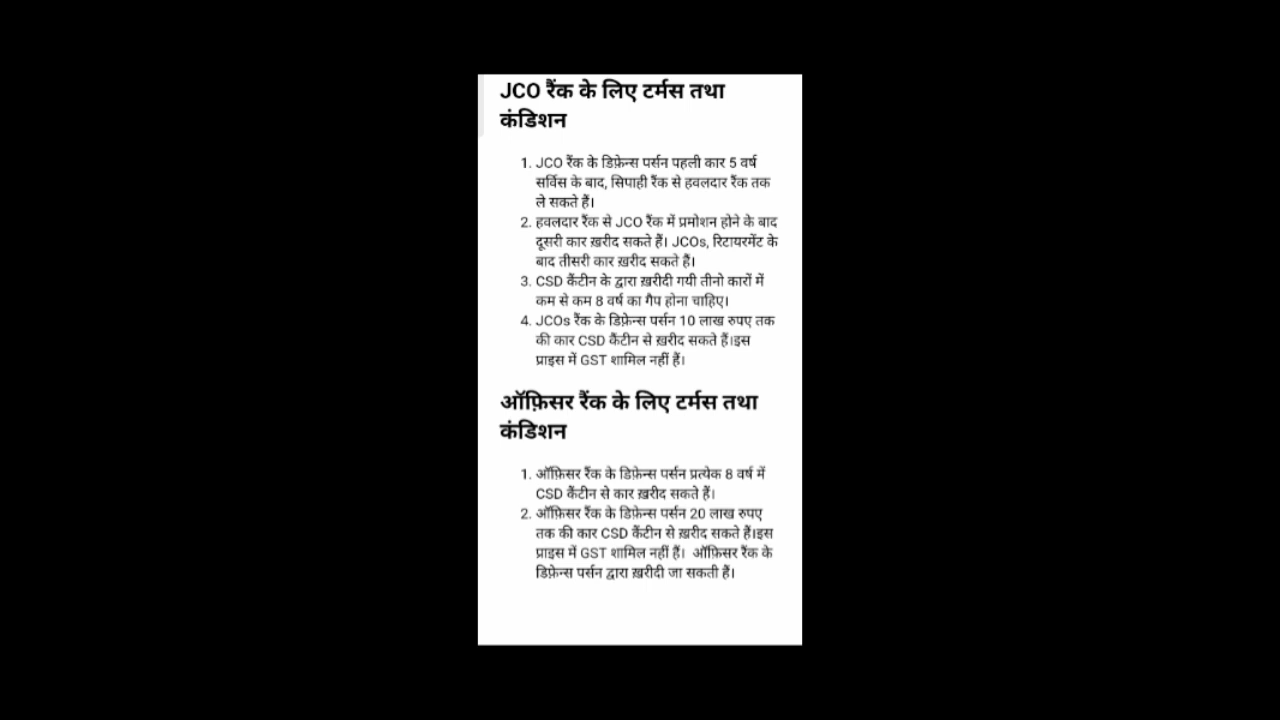 JCO रैंक के लिए टर्मस तथा
कंडिशन
1. JCO रैंक के डिफ़ेन्स पर्सन पहली कार 5 वर्ष
सर्विस के बाद, सिपाही रैंक से हवलदार रैंक तक
ले सकते हैं।
2. हवलदार रैंक से JCO रैंक में प्रमोशन होने के बाद
दूसरी कार ख़रीद सकते हैं। JCOs, रिटायरमेंट के
बाद तीसरी कार ख़रीद सकते हैं।
3. CSD कैंटीन के द्वारा ख़रीदी गयी तीनो कारों में
कम से कम 8 वर्ष का गैप होना चाहिए।
4. JCOs रैंक के डिफ़ेन्स पर्सन 10 लाख रुपए तक
की कार CSD कैंटीन से ख़रीद सकते हैं।इस
प्राइस में GST शामिल नहीं हैं।
ऑफ़िसर रैंक के लिए टर्मस तथा
कंडिशन
1. ऑफ़िसर रैंक के डिफ़ेन्स पर्सन प्रत्येक 8 वर्ष में
CSD कैंटीन से कार ख़रीद सकते हैं।
2. ऑफ़िसर रैंक के डिफ़ेन्स पर्सन 20 लाख रुपए
तक की कार CSD कैंटीन से ख़रीद सकते हैं।इस
प्राइस में GST शामिल नहीं हैं। ऑफ़िसर रैंक के
डिफ़ेन्स पर्सन द्वारा ख़रीदी जा सकती हैं।